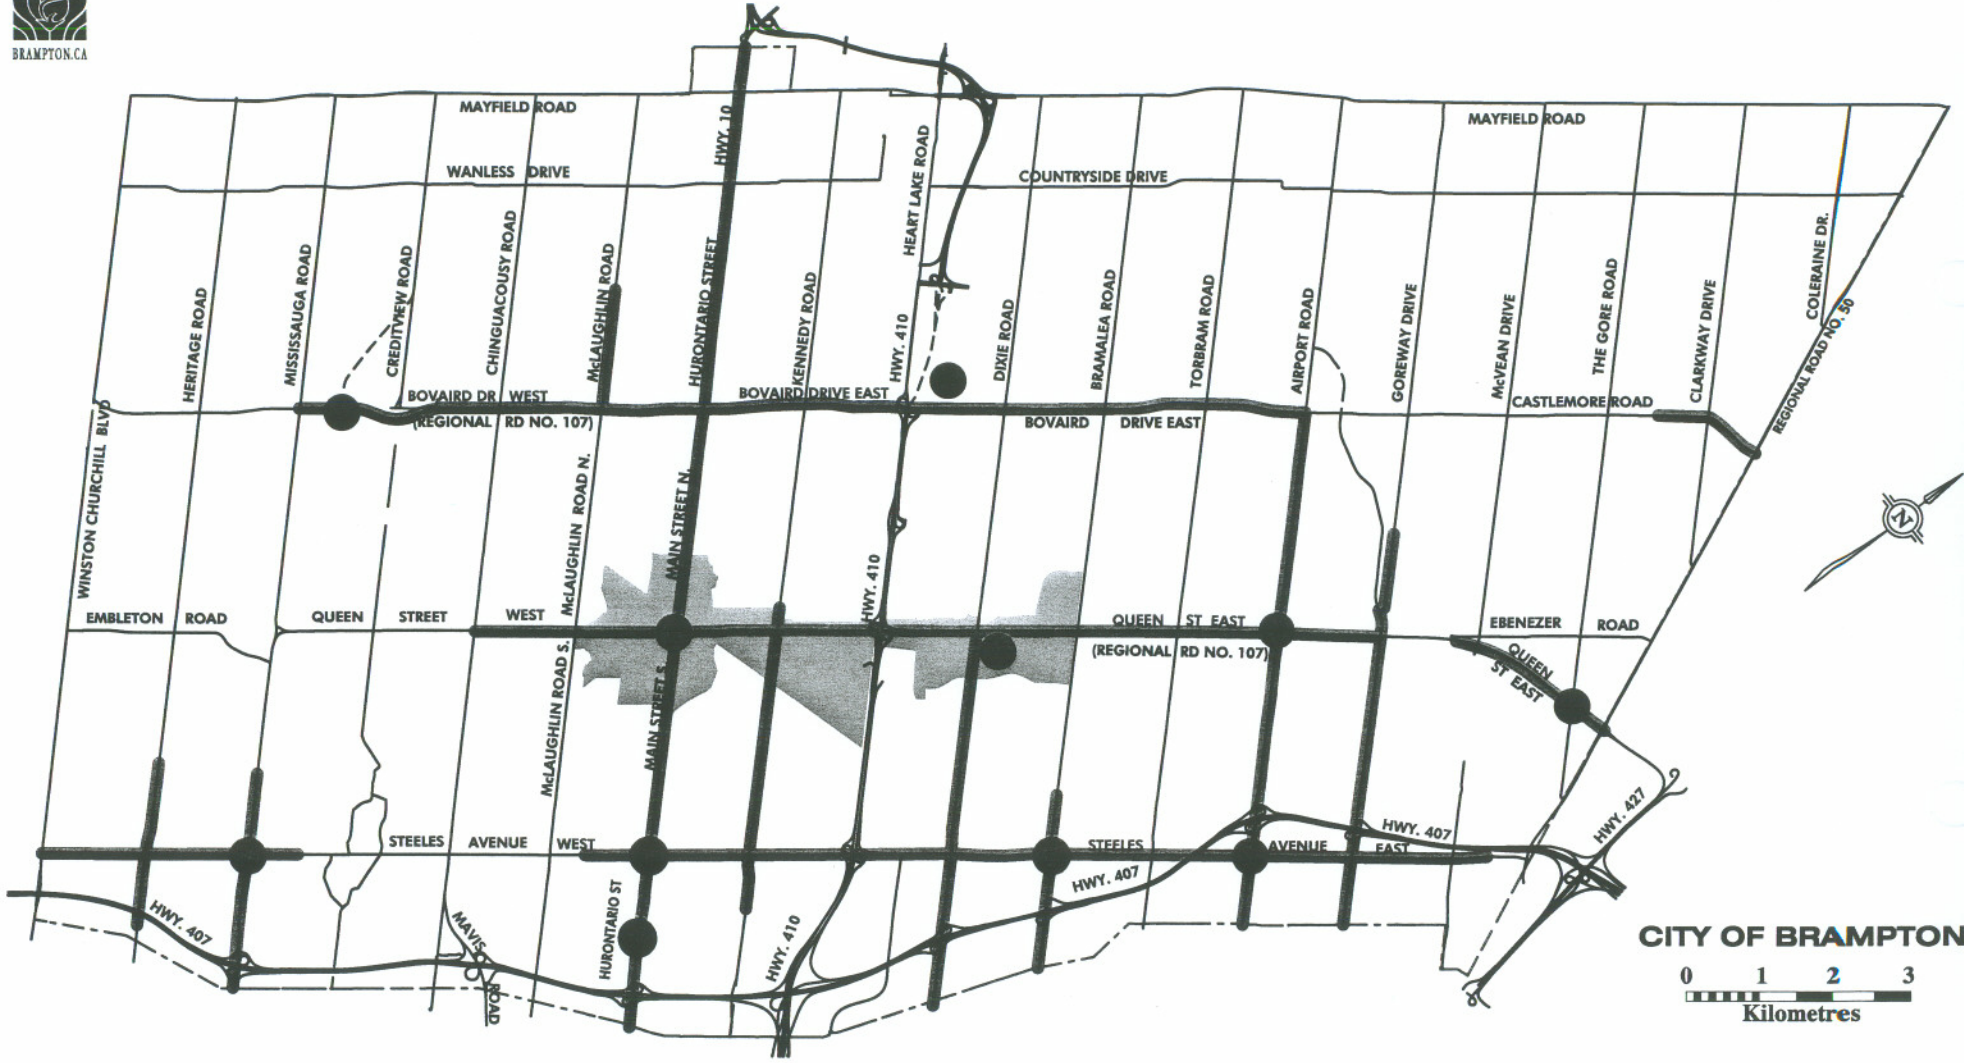 BRAMPTON.CA
MAYFIELD ROAD
MAYFIELD ROAD
HWY. 10
WANLESS DRIVE
COUNTRYSIDE DRIVE
HEART LAKE ROAD
HERITAGE ROAD
MISSISSAUGA ROAD
CREDITVIEW ROAD
CHINGUACOUSY ROAD
McLAUGHLIN ROAD
HURONTARIO STREET
KENNEDY ROAD
HWY. 410
DIXIE ROAD
BRAMALEA ROAD
TORBRAM ROAD
AIRPORT ROAD
GOREWAY DRIVE
McVEAN DRIVE
THE GORE ROAD
CLARKWAY DRIVE
COLERAINE DR.
REGIONAL ROAD NO. 50
BOVAIRD DR WEST
(REGIONAL RD NO. 107)
BOVAIRD DRIVE EAST
BOVAIRD DRIVE EAST
CASTLEMORE ROAD
WINSTON CHURCHILL BLVD
McLAUGHLIN ROAD N.
MAIN STREET N.
HWY. 410
EMBLETON ROAD
QUEEN STREET WEST
QUEEN ST EAST
(REGIONAL RD NO. 107)
EBENEZER ROAD
QUEEN
ST EAST
McLAUGHLIN ROAD S.
MAIN STREET S.
STEELES AVENUE WEST
STEELES AVENUE EAST
HWY. 407
HWY. 427
HWY. 407
HWY. 407
MAVIS
ROAD
HURONTARIO ST
HWY. 410
N
CITY OF BRAMPTON
0 1 2 3
Kilometres